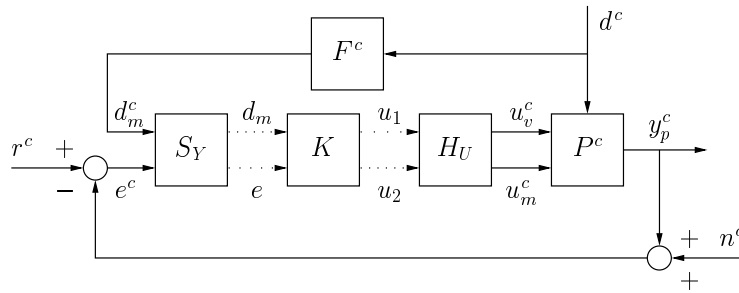 d^c
F^c
d_m^c d_m u_1 u_v^c y_p^c
r^c + S_Y K H_U P^c
− e^c e u_2 u_m^c
+ n^c
+